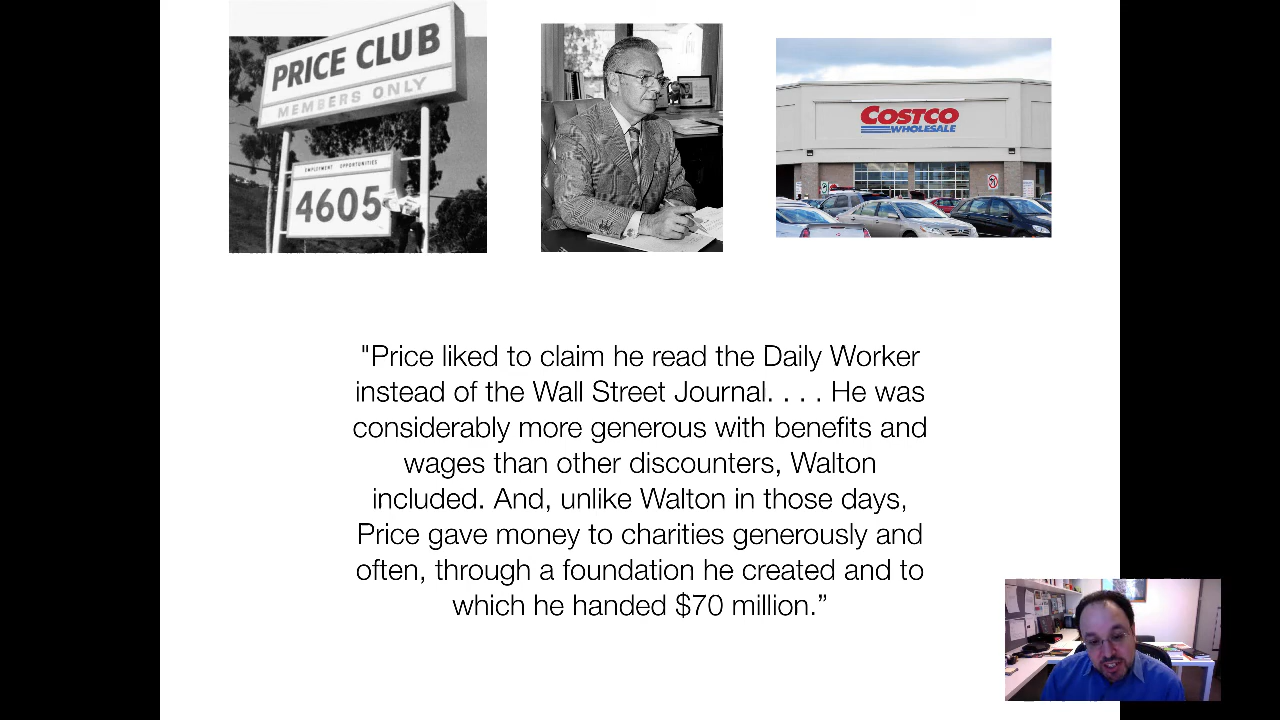 PRICE CLUB
MEMBERS ONLY
EMPLOYMENT OPPORTUNITIES
4605
COSTCO
WHOLESALE
"Price liked to claim he read the Daily Worker
instead of the Wall Street Journal. . . . He was
considerably more generous with benefits and
wages than other discounters, Walton
included. And, unlike Walton in those days,
Price gave money to charities generously and
often, through a foundation he created and to
which he handed $70 million.”